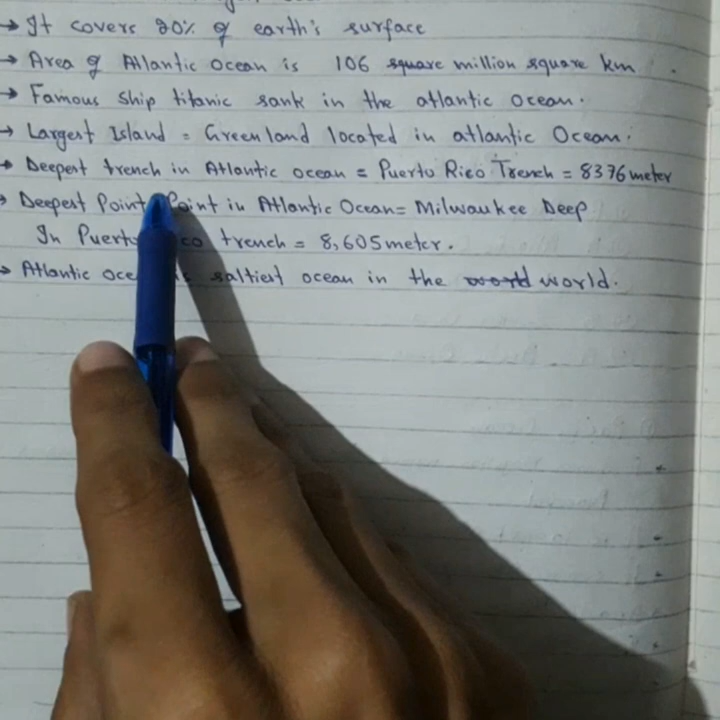 → It covers 20% of earth's surface
→ Area of Atlantic Ocean is 106 square million square km .
→ Famous ship titanic sank in the atlantic Ocean.
→ Largest Island = Greenland located in atlantic Ocean.
→ Deepest trench in Atlantic ocean = Puerto Rico Trench = 8376 meter
→ Deepest Point Point in Atlantic Ocean = Milwaukee Deep
In Puerto co trench = 8,605 meter.
→ Atlantic oce saltiest ocean in the world world.